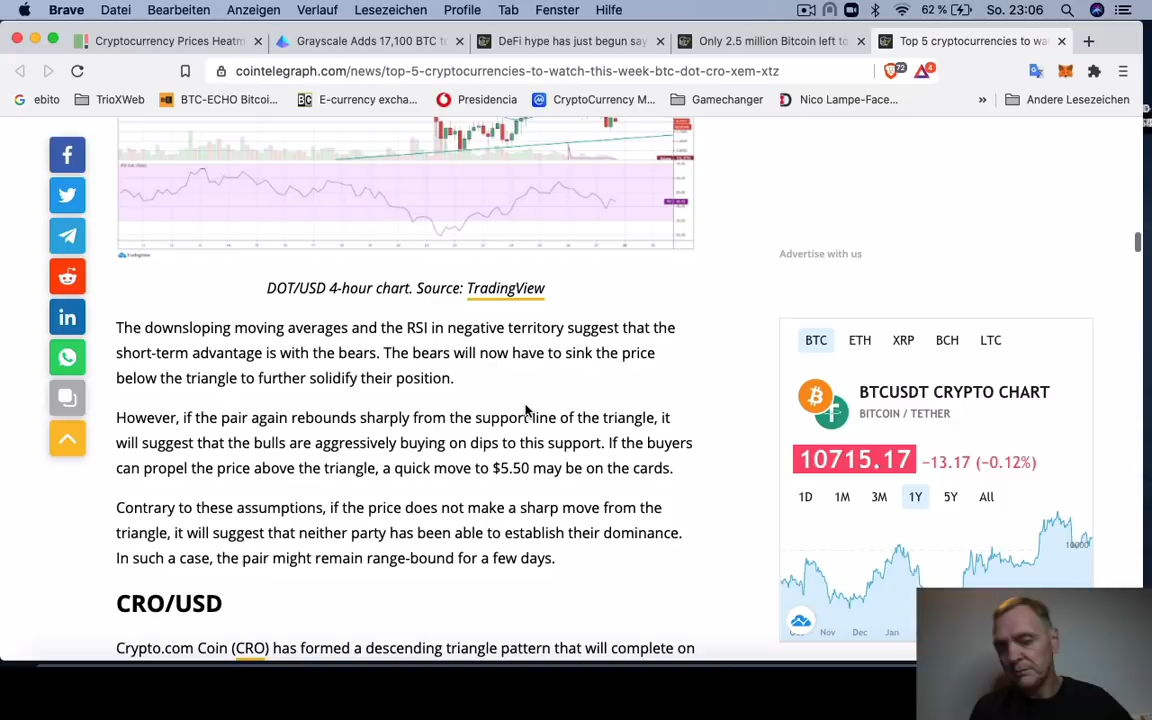 Brave Datei Bearbeiten Anzeigen Verlauf Lesezeichen Profile Tab Fenster Hilfe 62 % So. 23:06
Cryptocurrency Prices Heatm Grayscale Adds 17,100 BTC to DeFi hype has just begun say Only 2.5 million Bitcoin left to Top 5 cryptocurrencies to wa
cointelegraph.com/news/top-5-cryptocurrencies-to-watch-this-week-btc-dot-cro-xem-xtz 72 4
ebito TrioXWeb BTC-ECHO Bitcoi... E-currency excha... Presidencia CryptoCurrency M... Gamechanger Nico Lampe-Face... » Andere Lesezeichen
TradingView
DOT/USD 4-hour chart. Source: TradingView
The downsloping moving averages and the RSI in negative territory suggest that the
short-term advantage is with the bears. The bears will now have to sink the price
below the triangle to further solidify their position.
However, if the pair again rebounds sharply from the support line of the triangle, it
will suggest that the bulls are aggressively buying on dips to this support. If the buyers
can propel the price above the triangle, a quick move to $5.50 may be on the cards.
Contrary to these assumptions, if the price does not make a sharp move from the
triangle, it will suggest that neither party has been able to establish their dominance.
In such a case, the pair might remain range-bound for a few days.
CRO/USD
Crypto.com Coin (CRO) has formed a descending triangle pattern that will complete on
Advertise with us
BTC ETH XRP BCH LTC
BTCUSDT CRYPTO CHART
BITCOIN / TETHER
10715.17 −13.17 (−0.12%)
1D 1M 3M 1Y 5Y All
10000
Nov Dec Jan